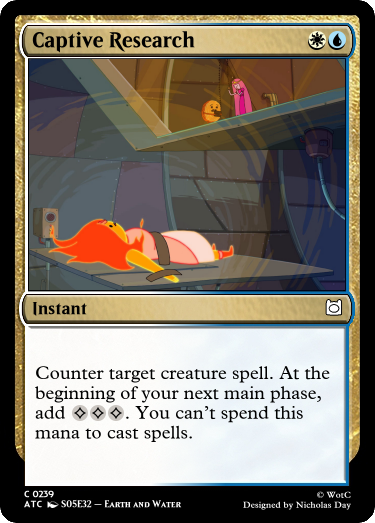 Captive Research
Instant
Counter target creature spell. At the
beginning of your next main phase,
add ◇◇◇. You can't spend this
mana to cast spells.
C 0239
ATC S05E32 – Earth and Water
© WotC
Designed by Nicholas Day